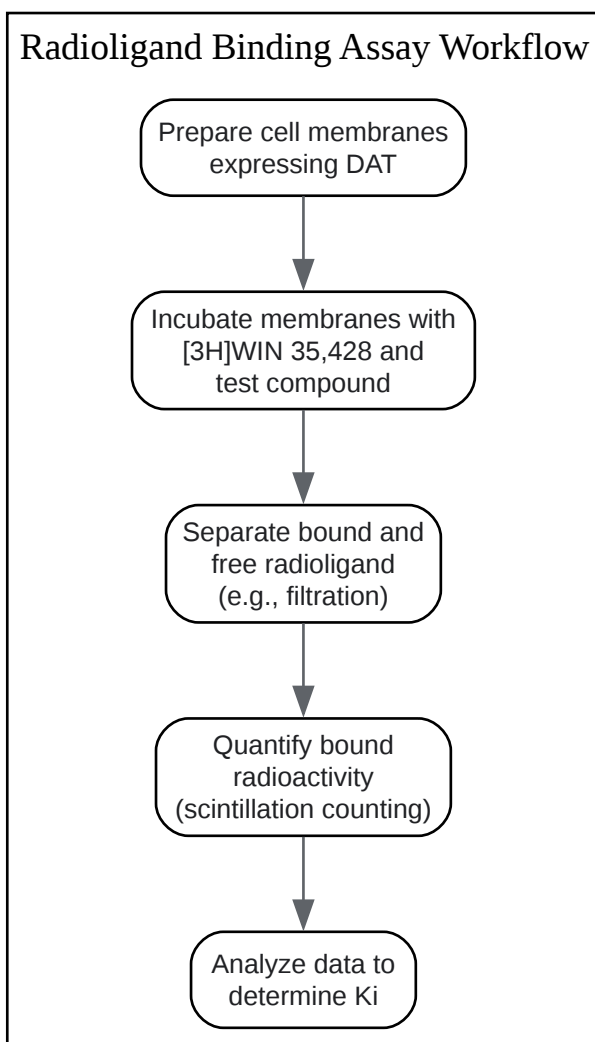 Radioligand Binding Assay Workflow
Prepare cell membranes
expressing DAT
Incubate membranes with
[3H]WIN 35,428 and
test compound
Separate bound and
free radioligand
(e.g., filtration)
Quantify bound
radioactivity
(scintillation counting)
Analyze data to
determine Ki